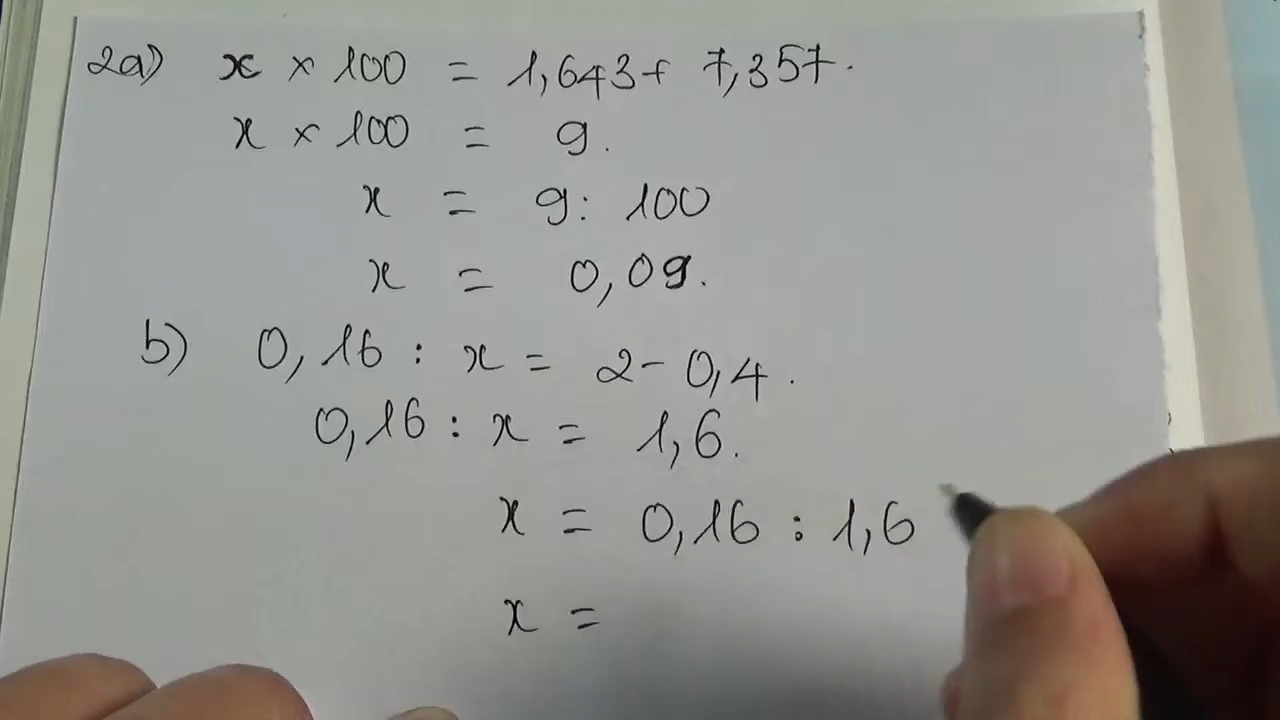 2a) x × 100 = 1,643 + 7,357.
x × 100 = 9.
x = 9 : 100
x = 0,09.
b) 0,16 : x = 2 - 0,4.
0,16 : x = 1,6.
x = 0,16 : 1,6
x =